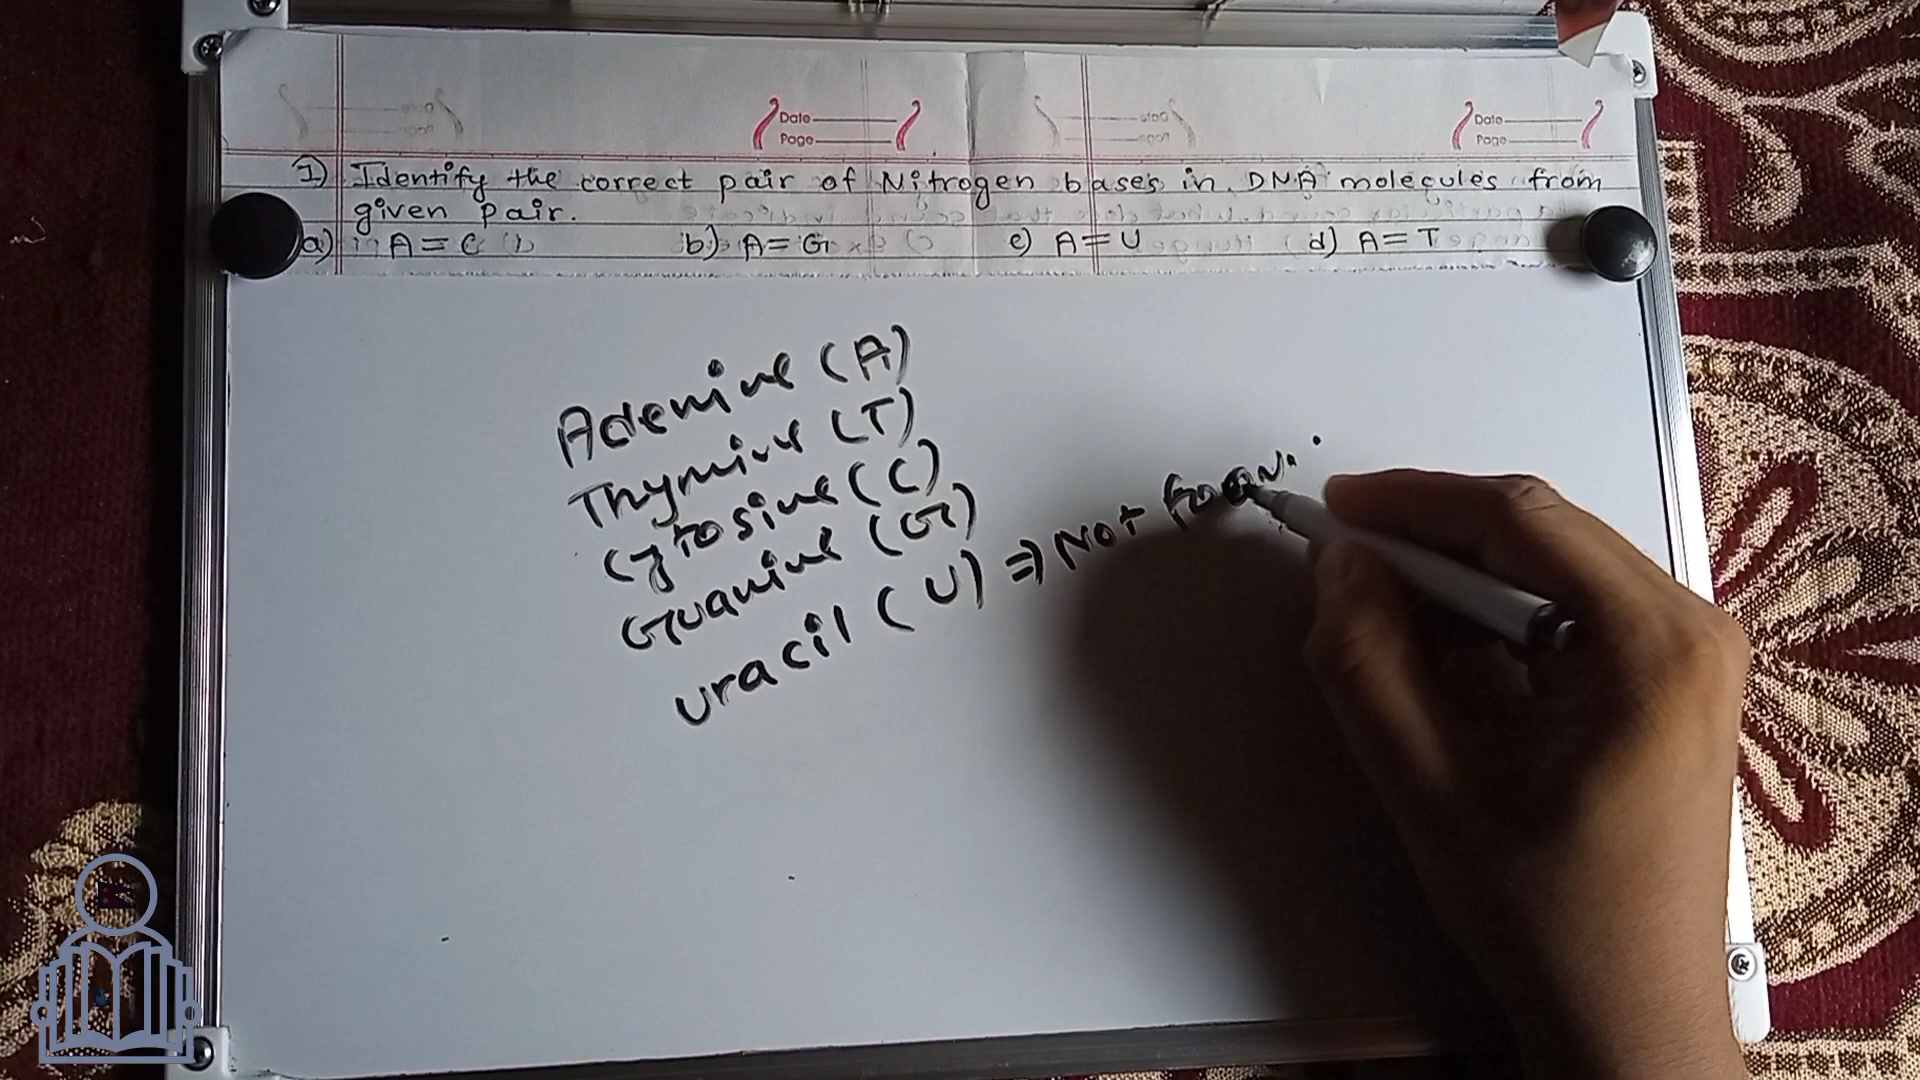 Date
Page
Date
Page
1) Identify the correct pair of Nitrogen bases in DNA molecules from
given pair.
a) A = C b) A = G c) A = U d) A = T
Adenine (A)
Thymine (T)
Cytosine (C)
Guanine (G)
Uracil (U) ⇒ Not